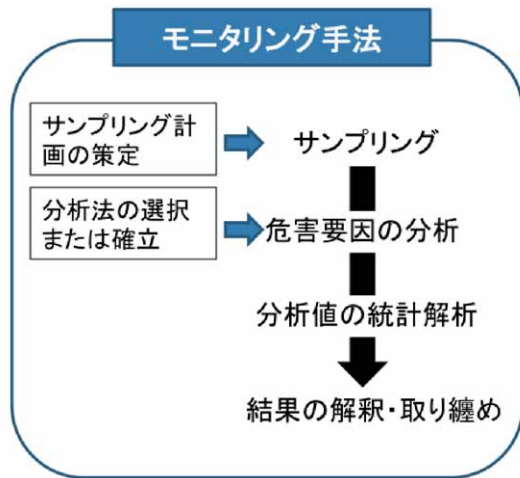 モニタリング手法
サンプリング計
画の策定
サンプリング
分析法の選択
または確立
危害要因の分析
分析値の統計解析
結果の解釈・取り纏め